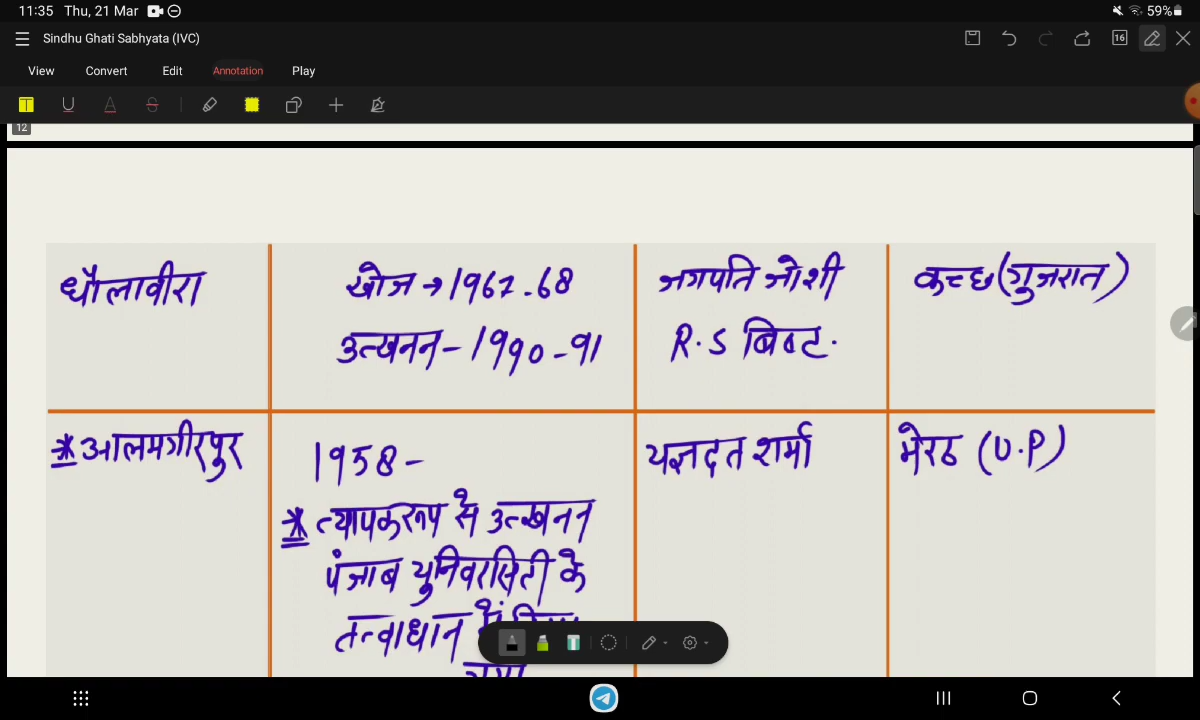 11:35 Thu, 21 Mar
59%
Sindhu Ghati Sabhyata (IVC)
16
View Convert Edit Annotation Play
T U A S
12
धौलावीरा
खोज → 1967-68
उत्खनन - 1990-91
जगपति जोशी
R.S बिष्ट.
कच्छ (गुजरात)
* आलमगीरपुर
1958 -
* व्यापकरूप से उत्खनन
पंजाब युनिवरसिटी के
तत्वाधान में
यज्ञदत शर्मा
मेरठ (U.P)